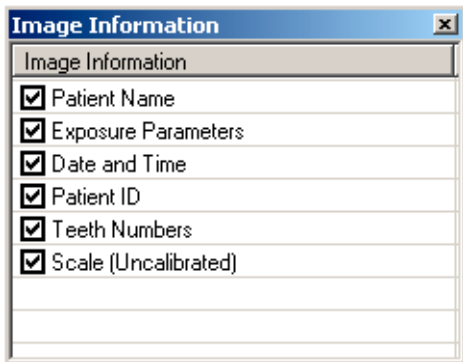 Image Information
Image Information
Patient Name
Exposure Parameters
Date and Time
Patient ID
Teeth Numbers
Scale (Uncalibrated)